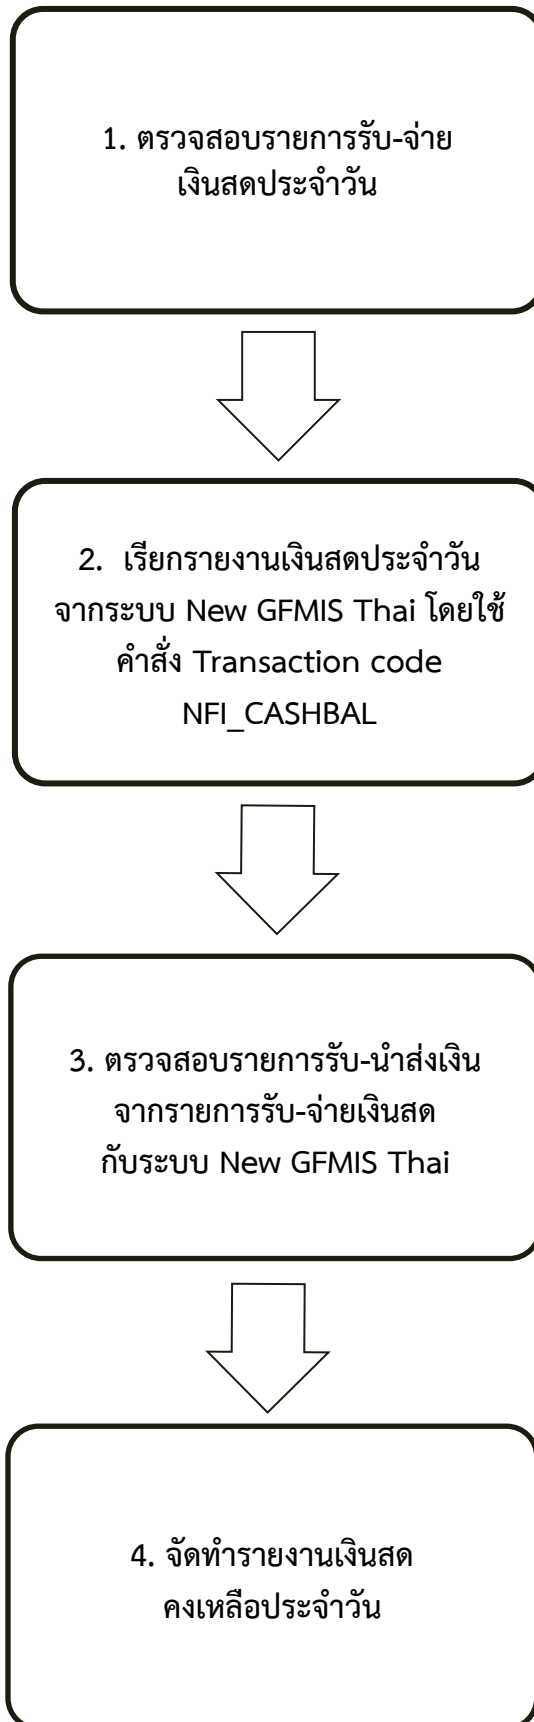 1. ตรวจสอบรายการรับ-จ่าย
เงินสดประจำวัน
2. เรียกรายงานเงินสดประจำวัน
จากระบบ New GFMIS Thai โดยใช้
คำสั่ง Transaction code
NFI_CASHBAL
3. ตรวจสอบรายการรับ-นำส่งเงิน
จากรายการรับ-จ่ายเงินสด
กับระบบ New GFMIS Thai
4. จัดทำรายงานเงินสด
คงเหลือประจำวัน